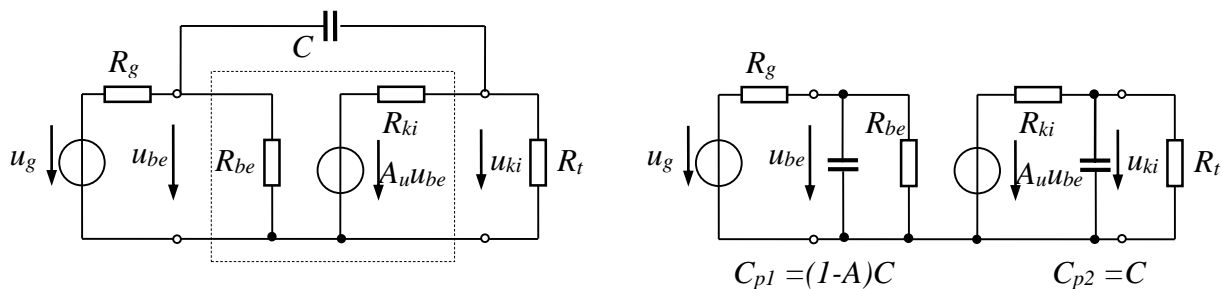 C
R_g
R_ki
u_g
u_be
R_be
A_u u_be
u_ki
R_t
R_g
R_be
R_ki
u_g
u_be
A_u u_be
u_ki
R_t
C_p1 =(1-A)C
C_p2 =C